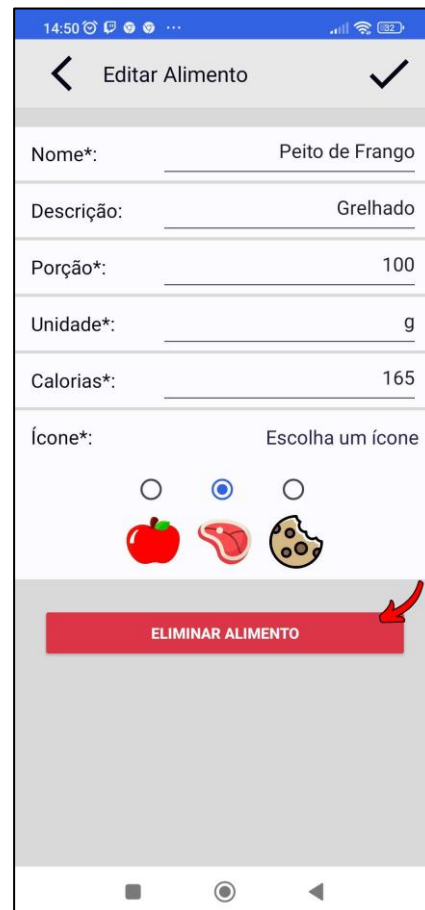 14:50
32
Editar Alimento
Nome*: Peito de Frango
Descrição: Grelhado
Porção*: 100
Unidade*: g
Calorias*: 165
Ícone*: Escolha um ícone
ELIMINAR ALIMENTO